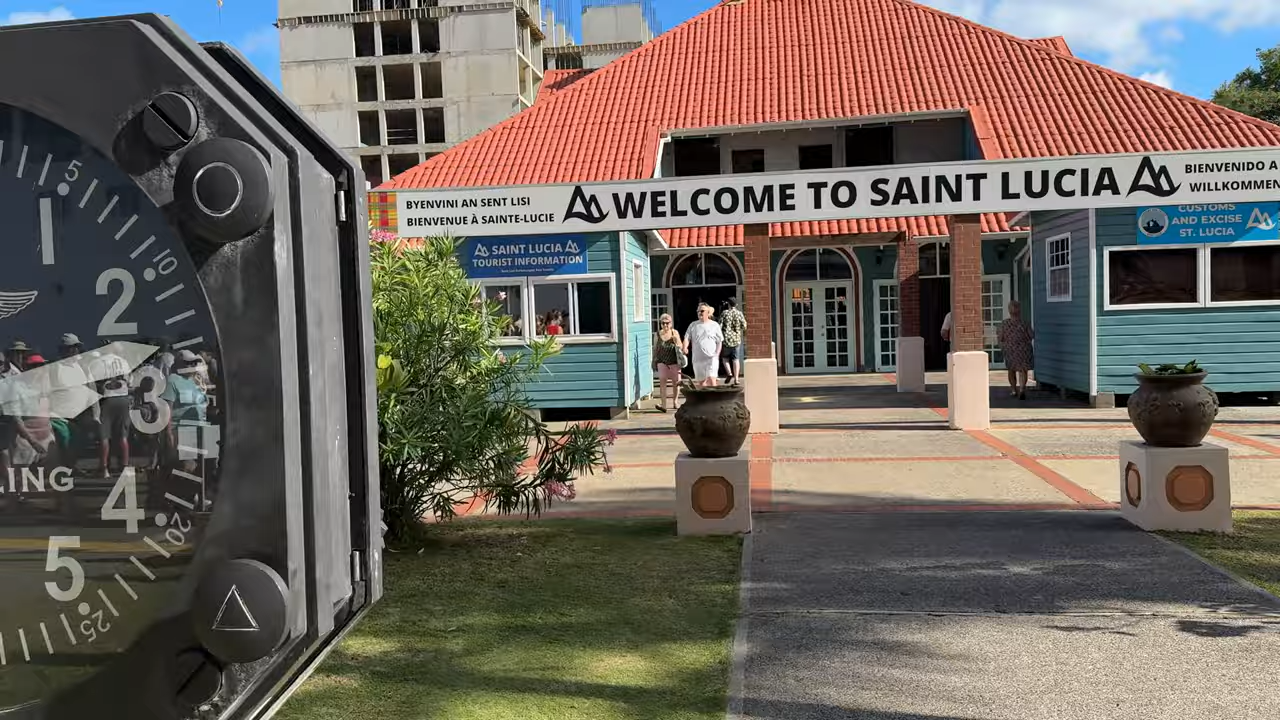 BYENVINI AN SENT LISI
BIENVENUE À SAINTE-LUCIE
WELCOME TO SAINT LUCIA
BIENVENIDO A
WILLKOMMEN
SAINT LUCIA
TOURIST INFORMATION
CUSTOMS
AND EXCISE
ST. LUCIA
5
1
10
2
3
LING
4
20
5
25